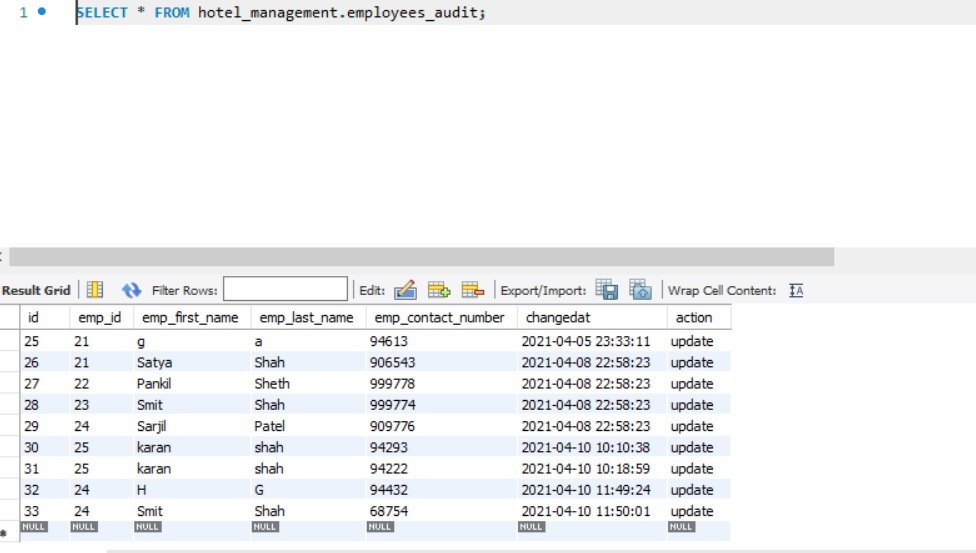 1 SELECT * FROM hotel_management.employees_audit;
Result Grid Filter Rows: Edit: Export/Import: Wrap Cell Content: IA
id emp_id emp_first_name emp_last_name emp_contact_number changedat action
25 21 g a 94613 2021-04-05 23:33:11 update
26 21 Satya Shah 906543 2021-04-08 22:58:23 update
27 22 Pankil Sheth 999778 2021-04-08 22:58:23 update
28 23 Smit Shah 999774 2021-04-08 22:58:23 update
29 24 Sarjil Patel 909776 2021-04-08 22:58:23 update
30 25 karan shah 94293 2021-04-10 10:10:38 update
31 25 karan shah 94222 2021-04-10 10:18:59 update
32 24 H G 94432 2021-04-10 11:49:24 update
33 24 Smit Shah 68754 2021-04-10 11:50:01 update
* NULL NULL NULL NULL NULL NULL NULL